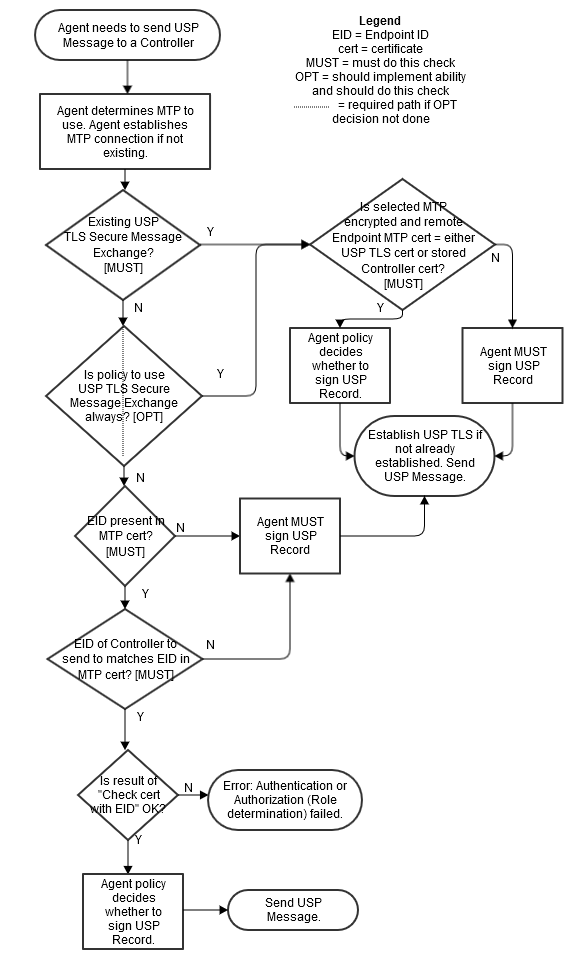 Agent needs to send USP
Message to a Controller
Legend
EID = Endpoint ID
cert = certificate
MUST = must do this check
OPT = should implement ability
and should do this check
= required path if OPT
decision not done
Agent determines MTP to
use. Agent establishes
MTP connection if not
existing.
Existing USP
TLS Secure Message
Exchange?
[MUST]
Y
N
Is selected MTP
encrypted and remote
Endpoint MTP cert = either
USP TLS cert or stored
Controller cert?
[MUST]
N
Y
Agent policy
decides
whether to
sign USP
Record.
Agent MUST
sign USP
Record
Is policy to use
USP TLS Secure
Message Exchange
always? [OPT]
Y
N
Establish USP TLS if
not already
established. Send
USP Message.
EID present in
MTP cert?
[MUST]
N
Y
Agent MUST
sign USP
Record
EID of Controller to
send to matches EID in
MTP cert? [MUST]
N
Y
Is result of
"Check cert
with EID" OK?
N
Y
Error: Authentication or
Authorization (Role
determination) failed.
Agent policy
decides
whether to
sign USP
Record.
Send USP
Message.